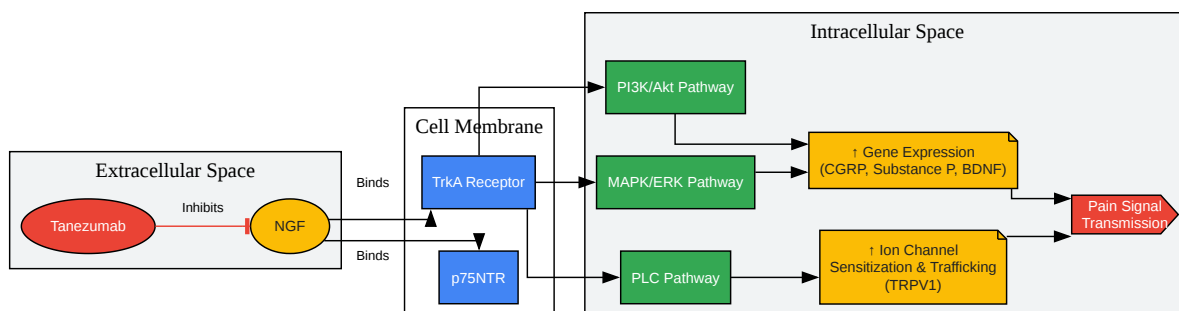 Extracellular Space
Tanezumab
Inhibits
NGF
Binds
Binds
Cell Membrane
TrkA Receptor
p75NTR
Intracellular Space
PI3K/Akt Pathway
MAPK/ERK Pathway
PLC Pathway
↑ Gene Expression
(CGRP, Substance P, BDNF)
↑ Ion Channel
Sensitization & Trafficking
(TRPV1)
Pain Signal
Transmission